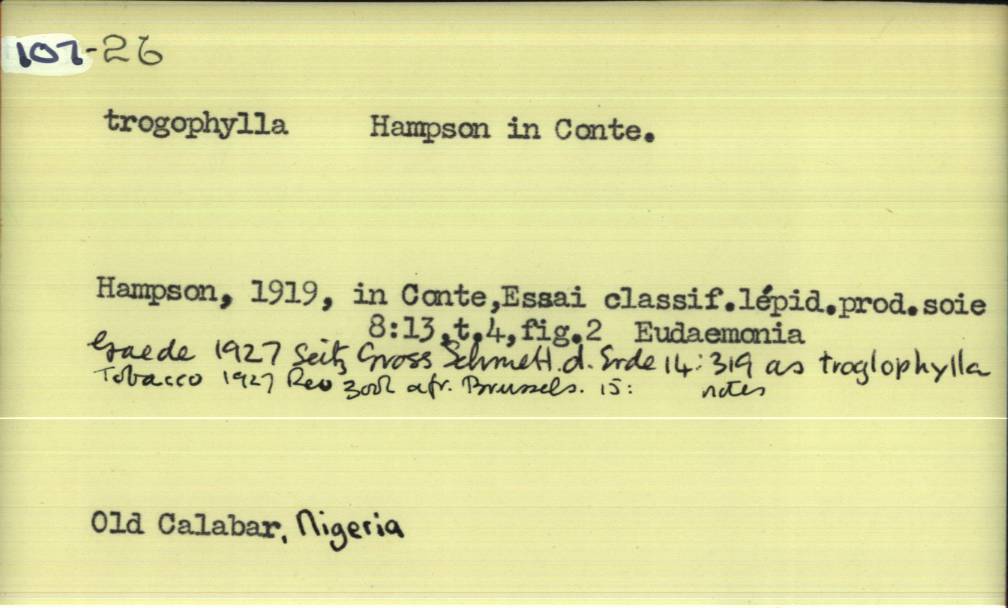 107-26
trogophylla Hampson in Conte.
Hampson, 1919, in Conte,Essai classif.lépid.prod.soie
8:13,t.4,fig.2 Eudaemonia
Gaede 1927 Seitz Gross Schmett.d.Erde 14:319 as troglophylla
Tobacco 1927 Rev zool afr. Brussels. 15: notes
Old Calabar, Nigeria